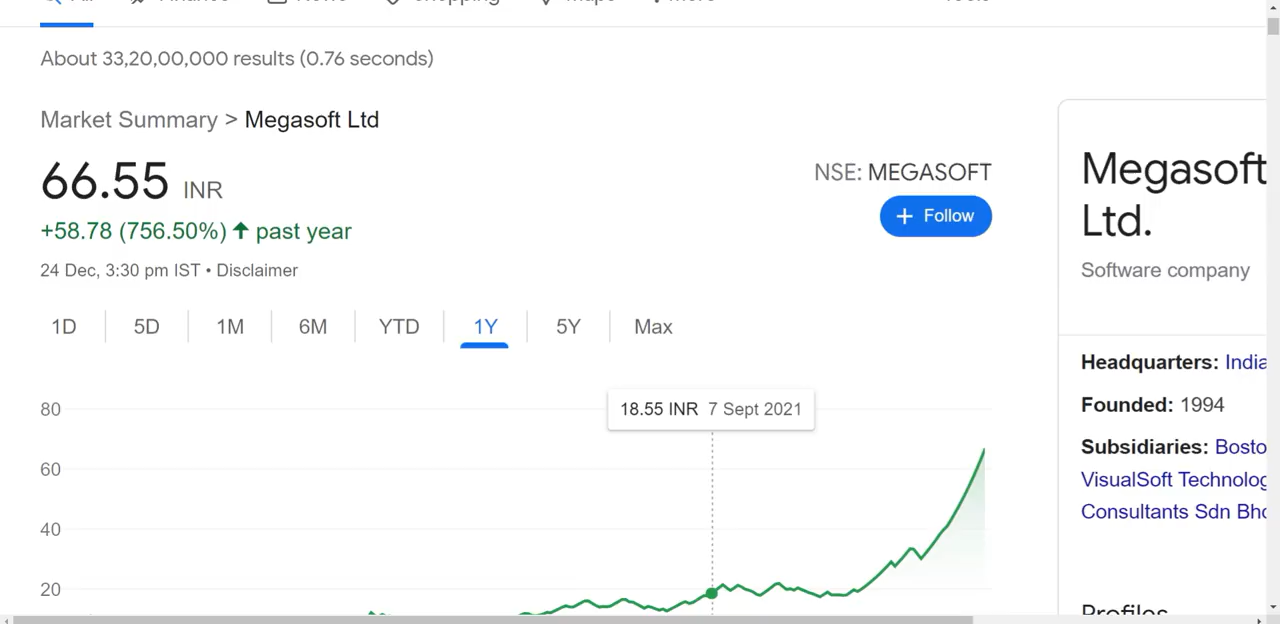 About 33,20,00,000 results (0.76 seconds)
Market Summary > Megasoft Ltd
66.55 INR
+58.78 (756.50%) ↑ past year
24 Dec, 3:30 pm IST • Disclaimer
NSE: MEGASOFT
+ Follow
1D 5D 1M 6M YTD 1Y 5Y Max
18.55 INR 7 Sept 2021
80
60
40
20
Megasoft
Ltd.
Software company
Headquarters: India
Founded: 1994
Subsidiaries: Bosto
VisualSoft Technolog
Consultants Sdn Bh